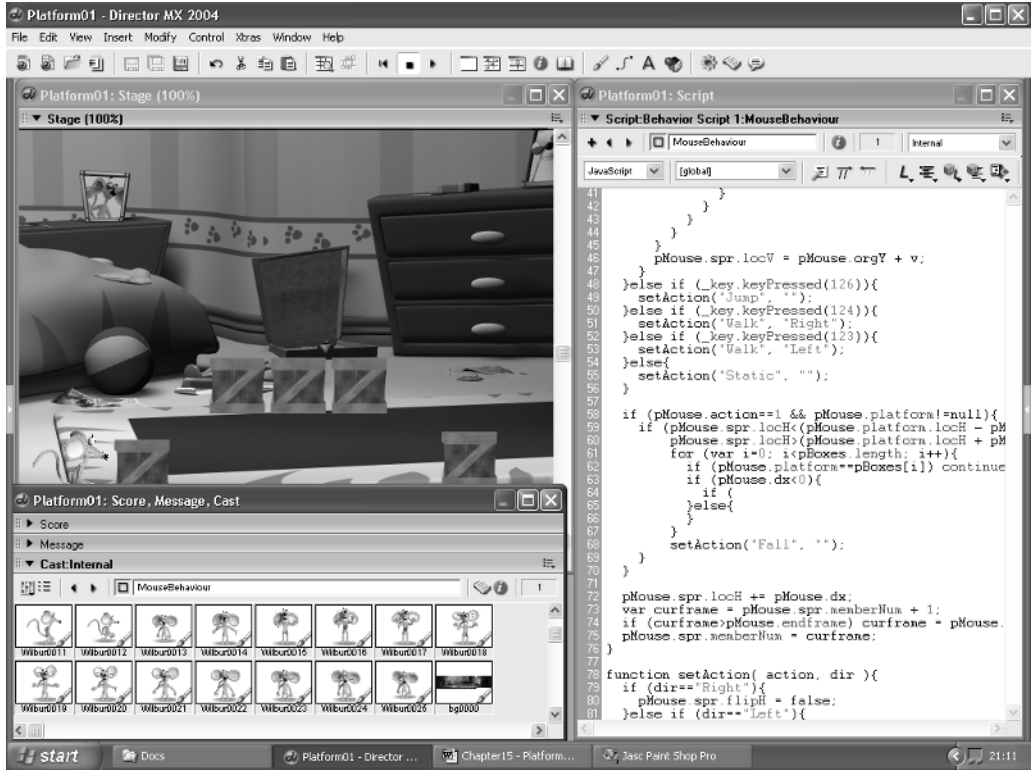 Platform01 - Director MX 2004
File Edit View Insert Modify Control Xtras Window Help
Platform01: Stage (100%)
Stage (100%)
Platform01: Script
Script:Behavior Script 1:MouseBehaviour
MouseBehaviour
1
Internal
JavaScript
[global]
41 }
42 }
43 }
44 }
45 }
46 pMouse.spr.locV = pMouse.orgY + v;
47 }
48 }else if (_key.keyPressed(126)){
49 setAction("Jump", "");
50 }else if (_key.keyPressed(124)){
51 setAction("Walk", "Right");
52 }else if (_key.keyPressed(123)){
53 setAction("Walk", "Left");
54 }else{
55 setAction("Static", "");
56 }
57
58 if (pMouse.action==1 && pMouse.platform!=null){
59 if (pMouse.spr.locH<(pMouse.platform.locH - pM
60 pMouse.spr.locH>(pMouse.platform.locH + pM
61 for (var i=0; i<pBoxes.length; i++){
62 if (pMouse.platform==pBoxes[i]) continue
63 if (pMouse.dx<0){
64 if (
65 }else{
66 }
67 }
68 setAction("Fall", "");
69 }
70 }
71
72 pMouse.spr.locH += pMouse.dx;
73 var curframe = pMouse.spr.memberNum + 1;
74 if (curframe>pMouse.endframe) curframe = pMouse.
75 pMouse.spr.memberNum = curframe;
76 }
77
78 function setAction( action, dir ){
79 if (dir=="Right"){
80 pMouse.spr.flipH = false;
81 }else if (dir=="Left"){
Platform01: Score, Message, Cast
Score
Message
Cast:Internal
MouseBehaviour
1
Wilbur0011 Wilbur0012 Wilbur0013 Wilbur0014 Wilbur0015 Wilbur0016 Wilbur0017 Wilbur0018
Wilbur0019 Wilbur0020 Wilbur0021 Wilbur0022 Wilbur0023 Wilbur0024 Wilbur0025 bg0000
start
Docs
Platform01 - Director ...
Chapter15 - Platform...
Jasc Paint Shop Pro
21:11